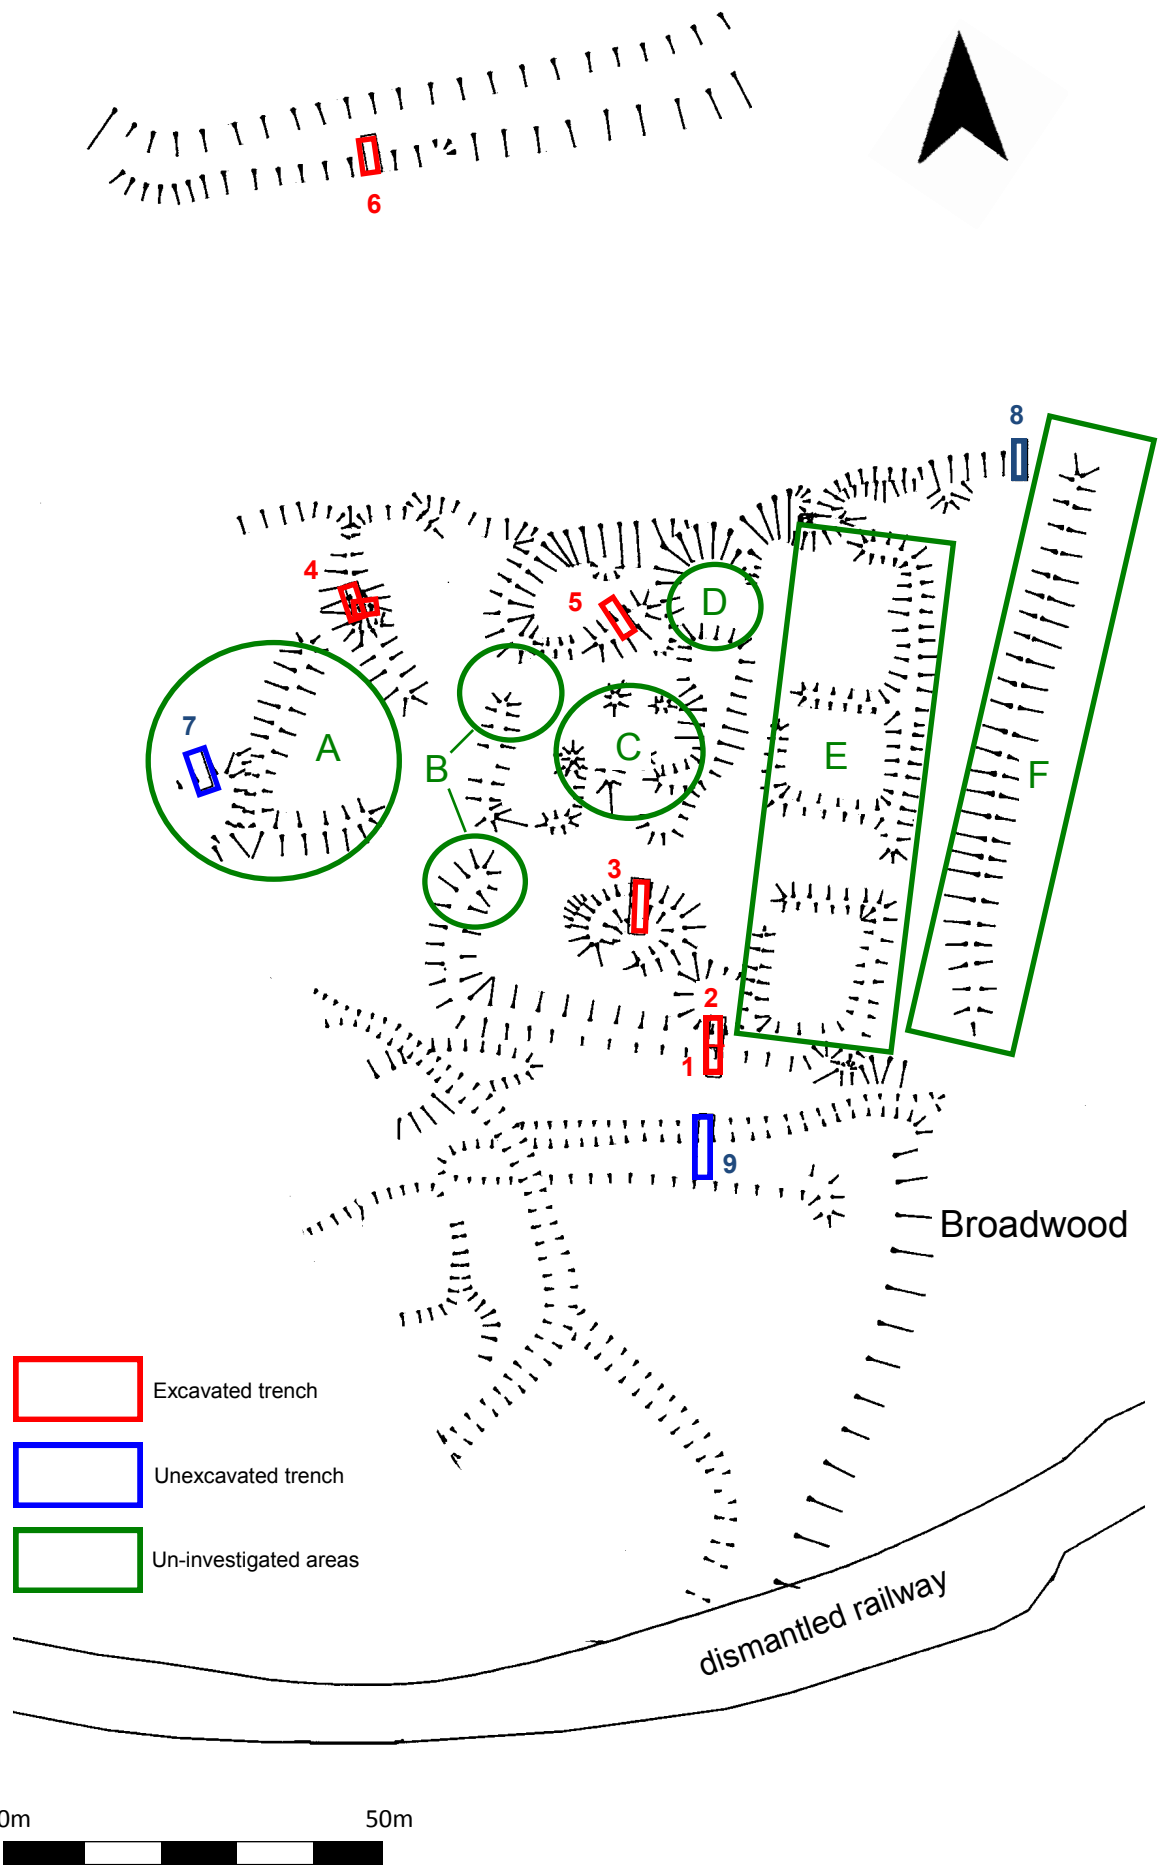 6
8
4
5
D
7
A
B
C
E
F
3
2
1
9
Broadwood
Excavated trench
Unexcavated trench
Un-investigated areas
dismantled railway
0m 50m